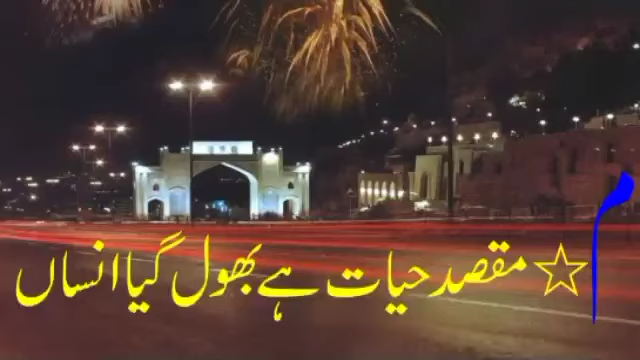 م
☆ مقصد حیات ہے بھول گیا انساں